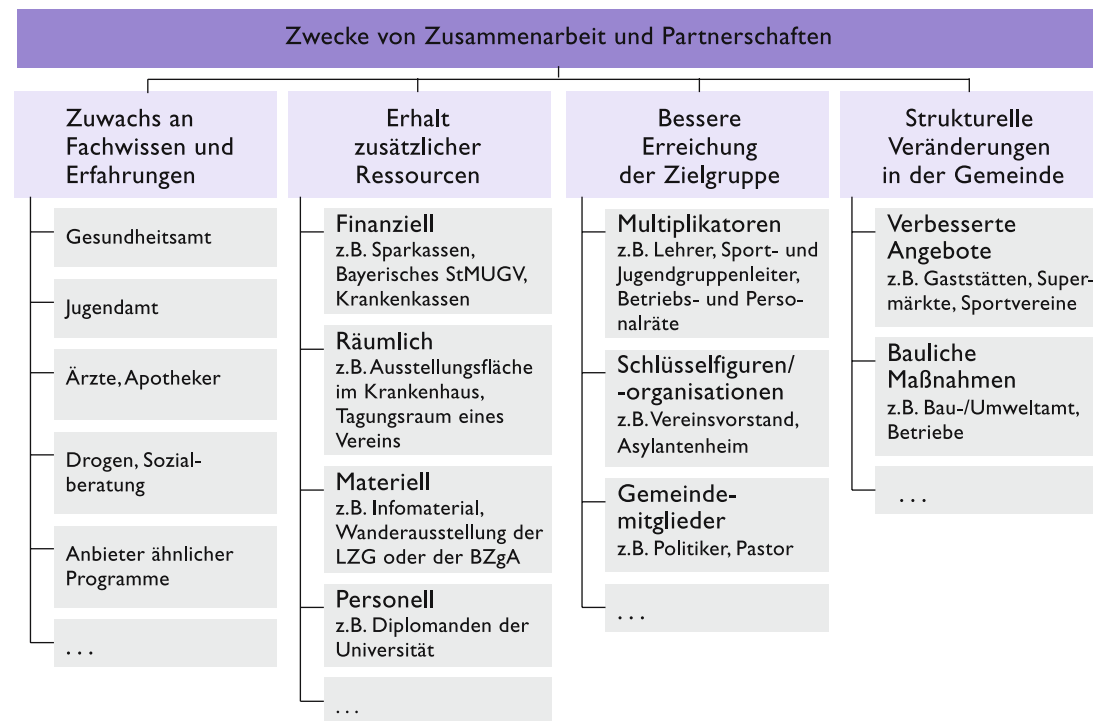 Zwecke von Zusammenarbeit und Partnerschaften
Zuwachs an
Fachwissen und
Erfahrungen
Gesundheitsamt
Jugendamt
Ärzte, Apotheker
Drogen, Sozial-
beratung
Anbieter ähnlicher
Programme
...
Erhalt
zusätzlicher
Ressourcen
Finanziell
z.B. Sparkassen,
Bayerisches StMUGV,
Krankenkassen
Räumlich
z.B. Ausstellungsfläche
im Krankenhaus,
Tagungsraum eines
Vereins
Materiell
z.B. Infomaterial,
Wanderausstellung der
LZG oder der BZgA
Personell
z.B. Diplomanden der
Universität
...
Bessere
Erreichung
der Zielgruppe
Multiplikatoren
z.B. Lehrer, Sport- und
Jugendgruppenleiter,
Betriebs- und Perso-
nalräte
Schlüsselfiguren/
-organisationen
z.B. Vereinsvorstand,
Asylantenheim
Gemeinde-
mitglieder
z.B. Politiker, Pastor
...
Strukturelle
Veränderungen
in der Gemeinde
Verbesserte
Angebote
z.B. Gaststätten, Super-
märkte, Sportvereine
Bauliche
Maßnahmen
z.B. Bau-/Umweltamt,
Betriebe
...